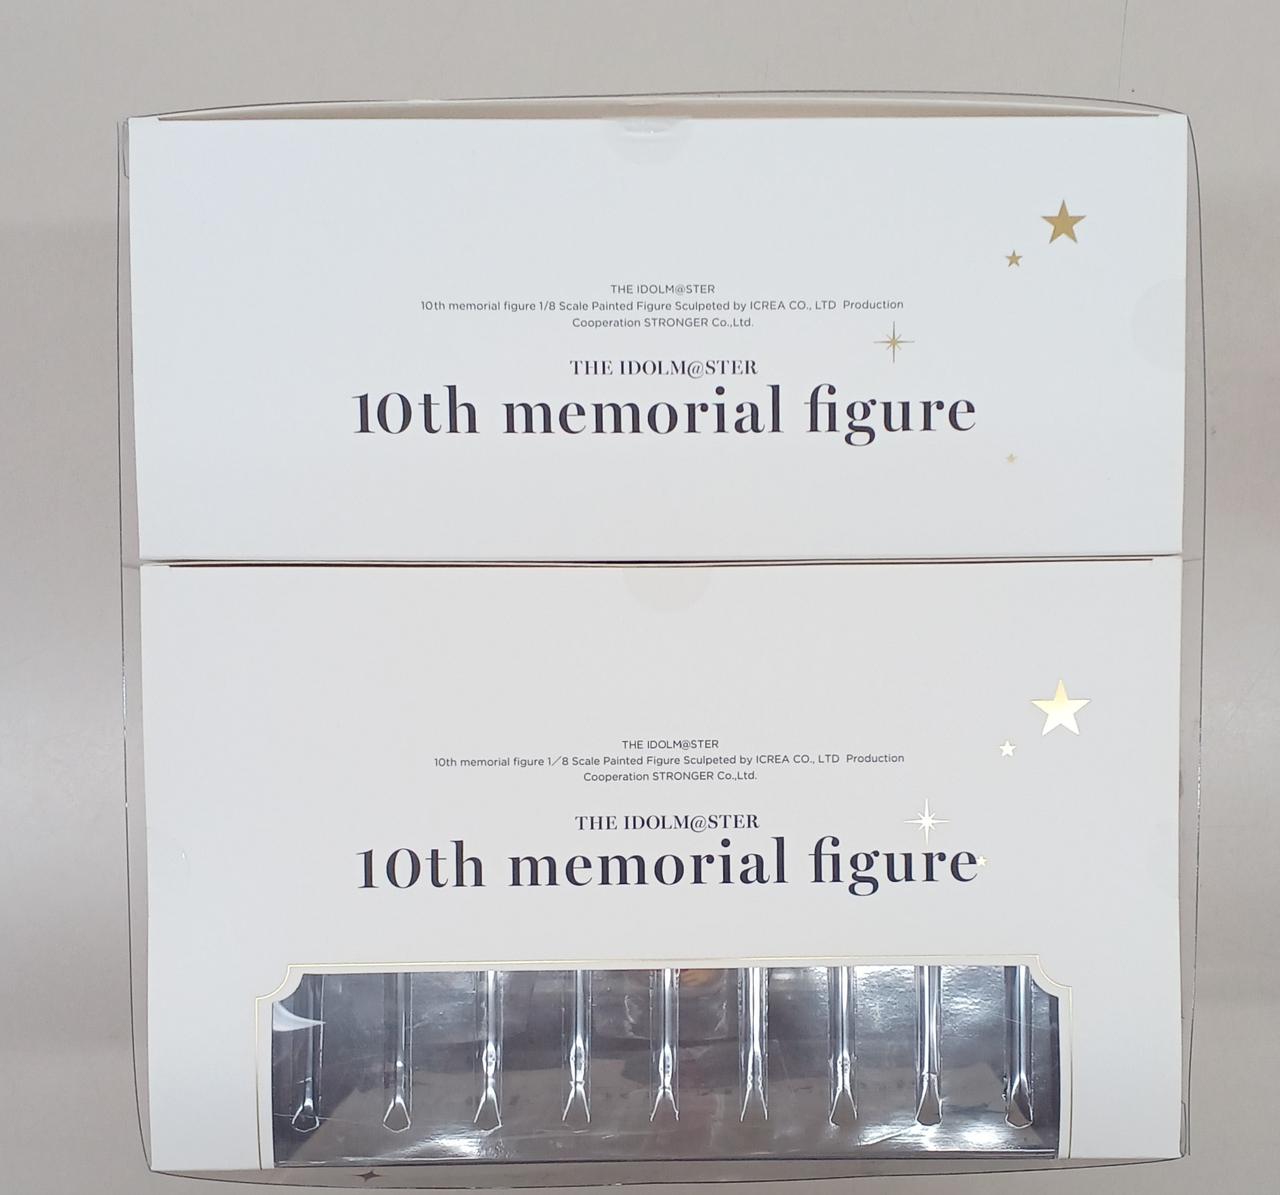 THE IDOLM@STER
10th memorial figure 1/8 Scale Painted Figure Sculpeted by ICREA CO., LTD Production
Cooperation STRONGER Co.,Ltd.
THE IDOLM@STER
10th memorial figure
THE IDOLM@STER
10th memorial figure 1/8 Scale Painted Figure Sculpeted by ICREA CO., LTD Production
Cooperation STRONGER Co.,Ltd.
THE IDOLM@STER
10th memorial figure